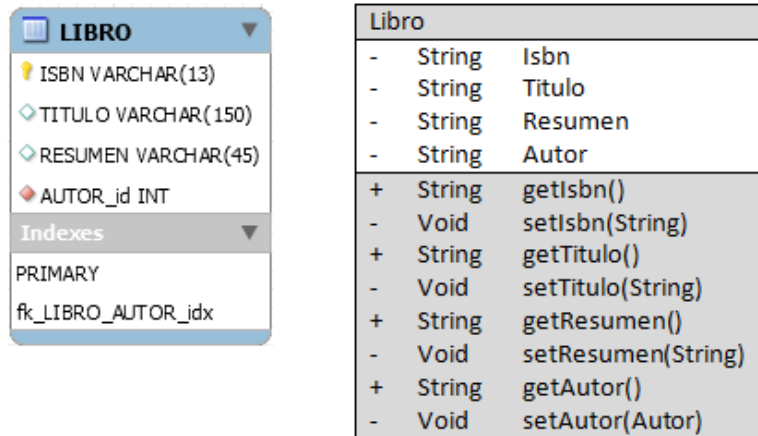 LIBRO
ISBN VARCHAR(13)
TITULO VARCHAR(150)
RESUMEN VARCHAR(45)
AUTOR_id INT
Indexes
PRIMARY
fk_LIBRO_AUTOR_idx
Libro
- String Isbn
- String Titulo
- String Resumen
- String Autor
+ String getIsbn()
- Void setIsbn(String)
+ String getTitulo()
- Void setTitulo(String)
+ String getResumen()
- Void setResumen(String)
+ String getAutor()
- Void setAutor(Autor)